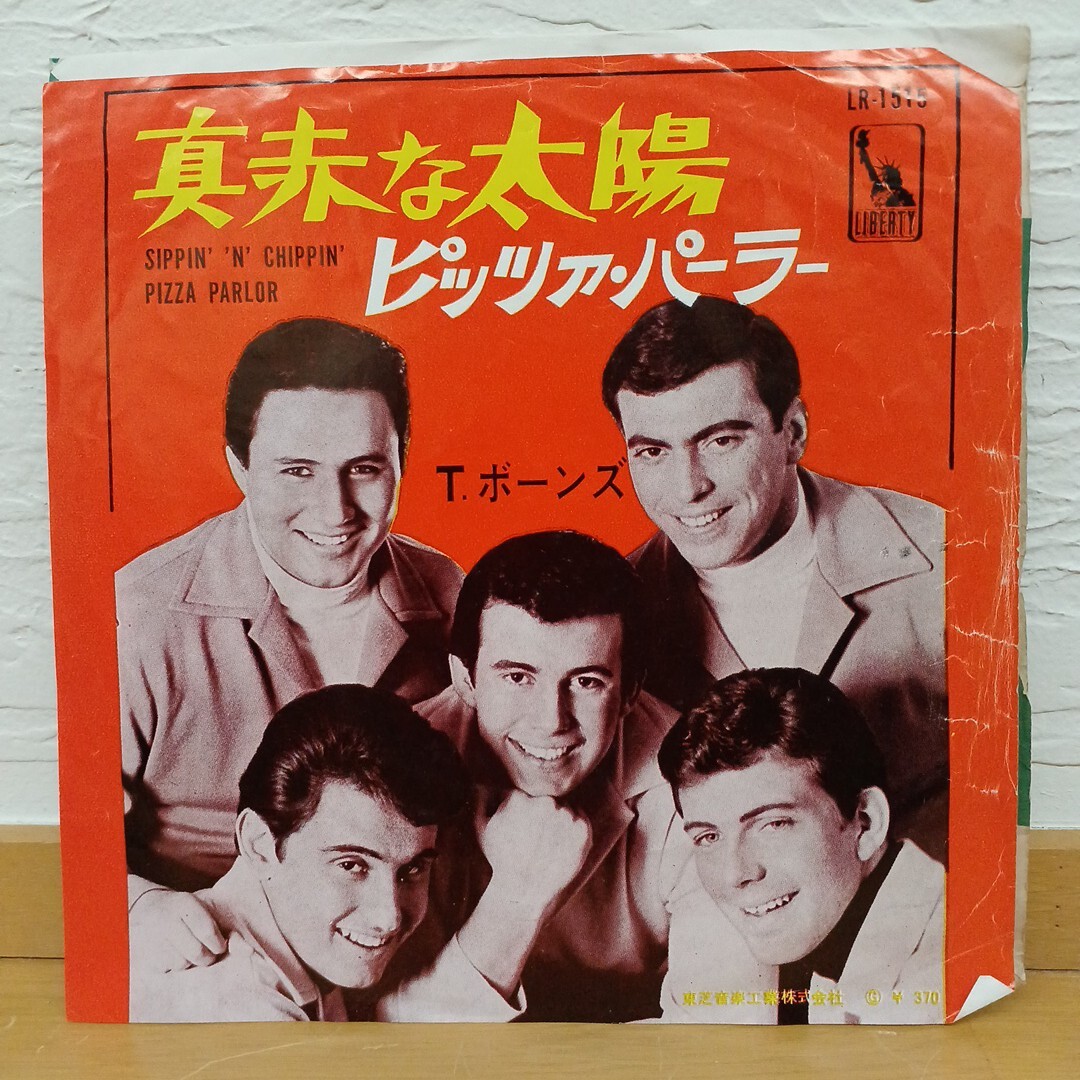 LR-1515
真赤な太陽
LIBERTY
SIPPIN' 'N' CHIPPIN'
PIZZA PARLOR
ピッツァ・パーラー
T. ボーンズ
東芝音楽工業株式会社 © ¥ 370